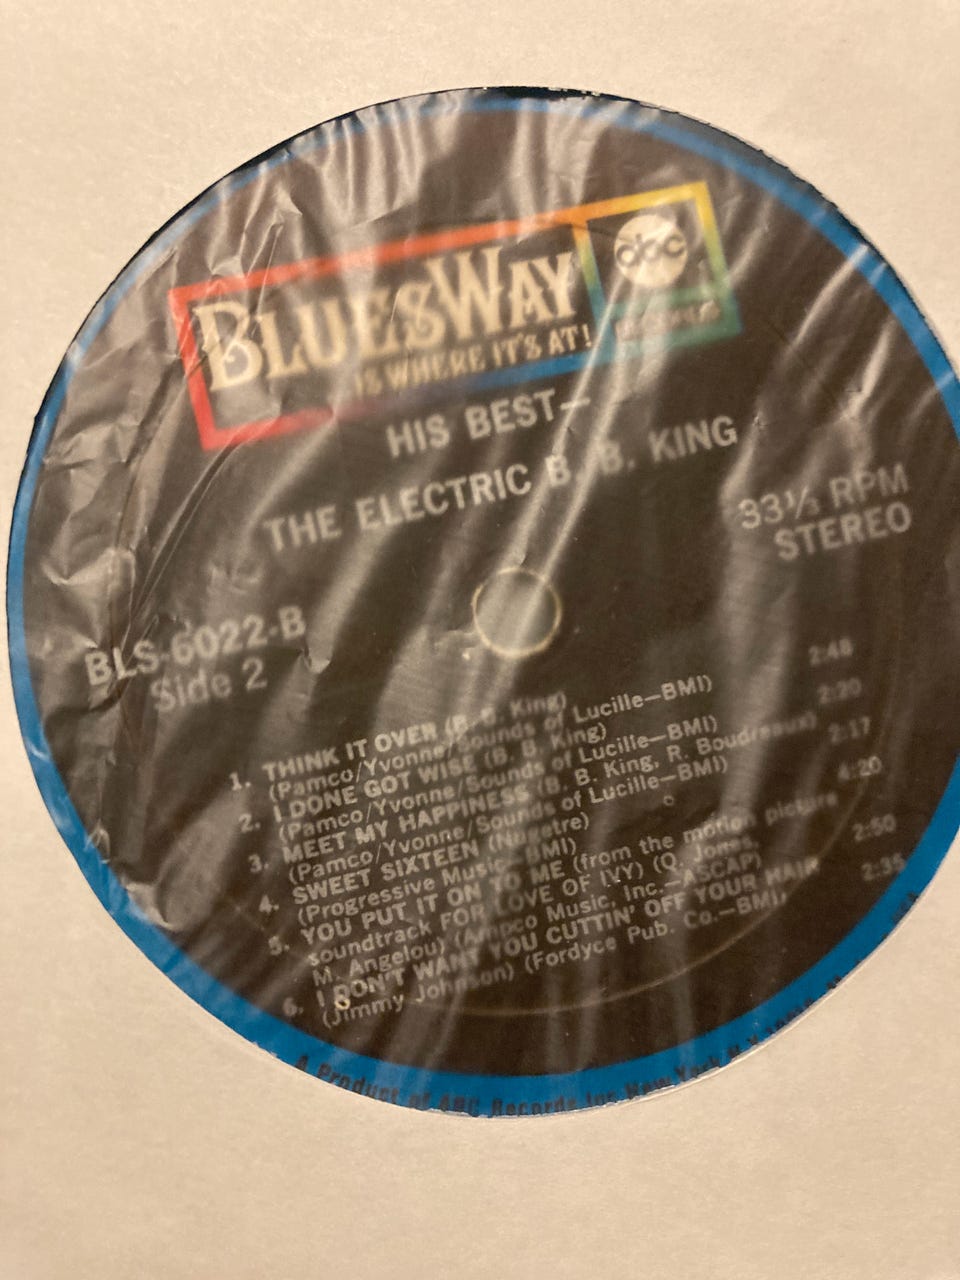 BLUESWAY
IS WHERE IT'S AT!
abc
RECORDS
HIS BEST—
THE ELECTRIC B. B. KING
33⅓ RPM
STEREO
BLS-6022-B
Side 2
1. THINK IT OVER (B. B. King) 2:48
(Pamco/Yvonne/Sounds of Lucille—BMI)
2. I DONE GOT WISE (B. B. King) 2:20
(Pamco/Yvonne/Sounds of Lucille—BMI)
3. MEET MY HAPPINESS (B. B. King, R. Boudreaux) 2:17
(Pamco/Yvonne/Sounds of Lucille—BMI)
4. SWEET SIXTEEN (Nugetre) 4:20
(Progressive Music—BMI)
5. YOU PUT IT ON TO ME (from the motion picture
soundtrack FOR LOVE OF IVY) (Q. Jones, 2:50
M. Angelou) (Ampco Music, Inc.—ASCAP)
6. I DON'T WANT YOU CUTTIN' OFF YOUR HAIR 2:35
(Jimmy Johnson) (Fordyce Pub. Co.—BMI)
A Product of ABC Records Inc New York N.Y.